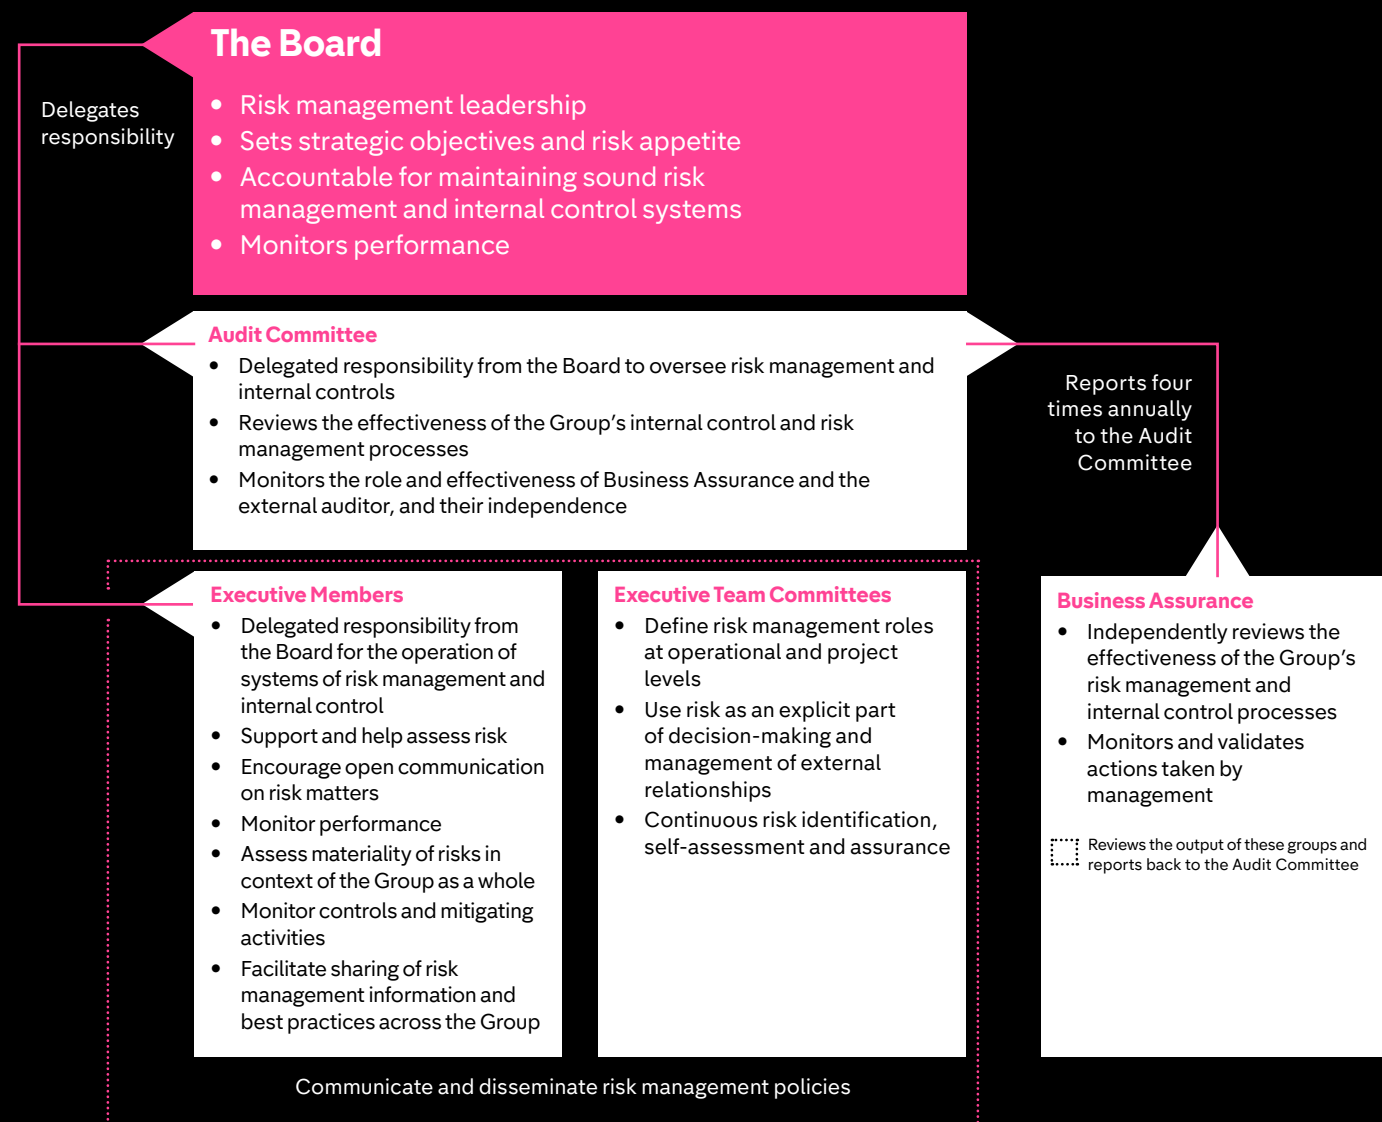 The Board
• Risk management leadership
• Sets strategic objectives and risk appetite
• Accountable for maintaining sound risk
management and internal control systems
• Monitors performance
Delegates
responsibility
Audit Committee
• Delegated responsibility from the Board to oversee risk management and
internal controls
• Reviews the effectiveness of the Group’s internal control and risk
management processes
• Monitors the role and effectiveness of Business Assurance and the
external auditor, and their independence
Reports four
times annually
to the Audit
Committee
Executive Members
• Delegated responsibility from
the Board for the operation of
systems of risk management and
internal control
• Support and help assess risk
• Encourage open communication
on risk matters
• Monitor performance
• Assess materiality of risks in
context of the Group as a whole
• Monitor controls and mitigating
activities
• Facilitate sharing of risk
management information and
best practices across the Group
Executive Team Committees
• Define risk management roles
at operational and project
levels
• Use risk as an explicit part
of decision-making and
management of external
relationships
• Continuous risk identification,
self-assessment and assurance
Business Assurance
• Independently reviews the
effectiveness of the Group’s
risk management and
internal control processes
• Monitors and validates
actions taken by
management
Reviews the output of these groups and
reports back to the Audit Committee
Communicate and disseminate risk management policies